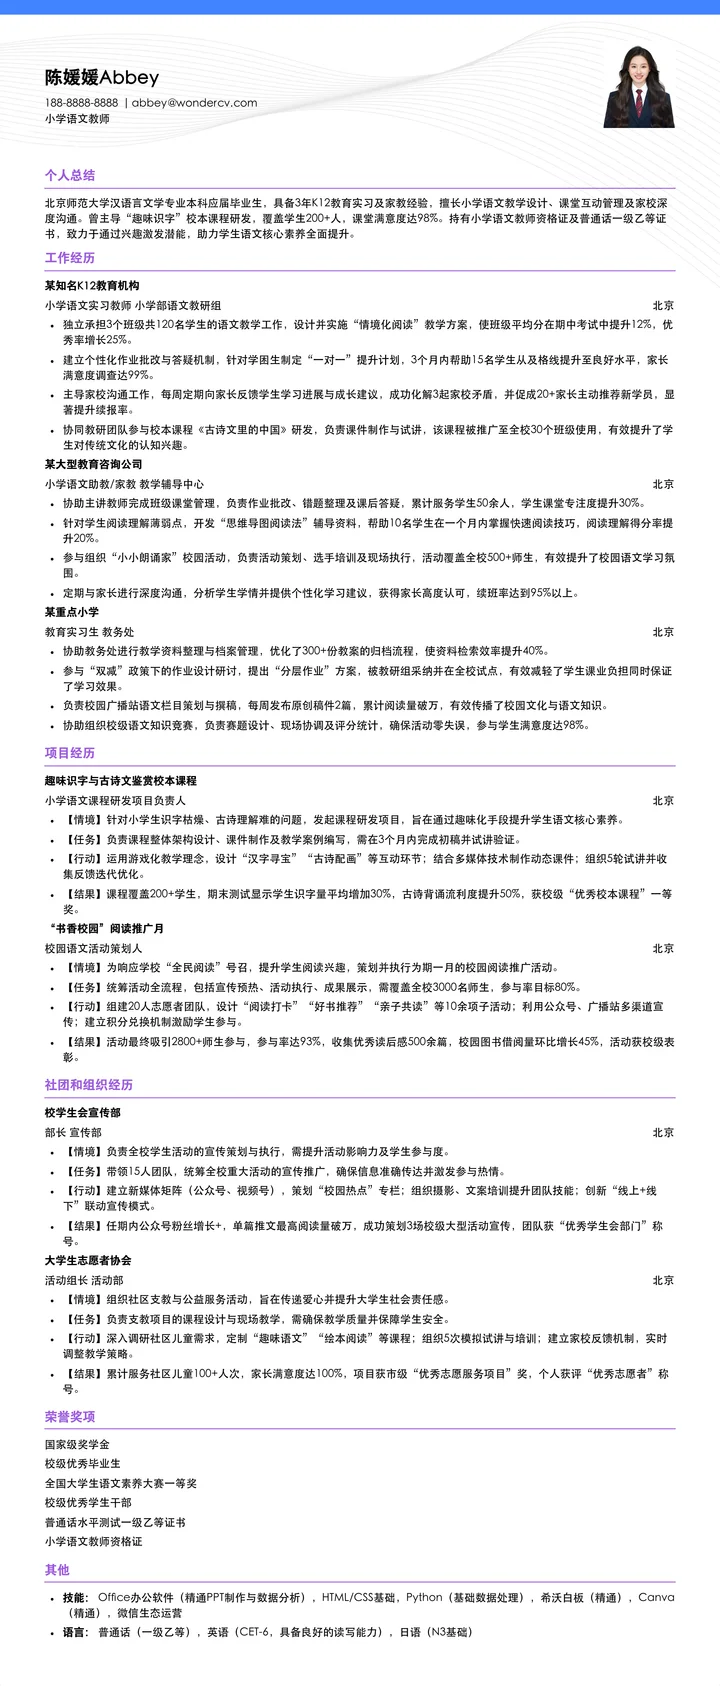 陈媛媛Abbey
188-8888-8888 | abbey@wondercv.com
小学语文教师
个人总结
北京师范大学汉语言文学专业本科应届毕业生，具备3年K12教育实习及家教经验，擅长小学语文教学设计、课堂互动管理及家校深
度沟通。曾主导“趣味识字”校本课程研发，覆盖学生200+人，课堂满意度达98%。持有小学语文教师资格证及普通话一级乙等证
书，致力于通过兴趣激发潜能，助力学生语文核心素养全面提升。
工作经历
某知名K12教育机构
小学语文实习教师 小学部语文教研组 北京
• 独立承担3个班级共120名学生的语文教学工作，设计并实施“情境化阅读”教学方案，使班级平均分在期中考试中提升12%，优
秀率增长25%。
• 建立个性化作业批改与答疑机制，针对学困生制定“一对一”提升计划，3个月内帮助15名学生从及格线提升至良好水平，家长
满意度调查达99%。
• 主导家校沟通工作，每周定期向家长反馈学生学习进展与成长建议，成功化解3起家校矛盾，并促成20+家长主动推荐新学员，显
著提升续报率。
• 协同教研团队参与校本课程《古诗文里的中国》研发，负责课件制作与试讲，该课程被推广至全校30个班级使用，有效提升了学
生对传统文化的认知兴趣。
某大型教育咨询公司
小学语文助教/家教 教学辅导中心 北京
• 协助主讲教师完成班级课堂管理，负责作业批改、错题整理及课后答疑，累计服务学生50余人，学生课堂专注度提升30%。
• 针对学生阅读理解薄弱点，开发“思维导图阅读法”辅导资料，帮助10名学生在一个月内掌握快速阅读技巧，阅读理解得分率提
升20%。
• 参与组织“小小朗诵家”校园活动，负责活动策划、选手培训及现场执行，活动覆盖全校500+师生，有效提升了校园语文学习氛
围。
• 定期与家长进行深度沟通，分析学生学情并提供个性化学习建议，获得家长高度认可，续班率达到95%以上。
某重点小学
教育实习生 教务处 北京
• 协助教务处进行教学资料整理与档案管理，优化了300+份教案的归档流程，使资料检索效率提升40%。
• 参与“双减”政策下的作业设计研讨，提出“分层作业”方案，被教研组采纳并在全校试点，有效减轻了学生课业负担同时保证
了学习效果。
• 负责校园广播站语文栏目策划与撰稿，每周发布原创稿件2篇，累计阅读量破万，有效传播了校园文化与语文知识。
• 协助组织校级语文知识竞赛，负责赛题设计、现场协调及评分统计，确保活动零失误，参与学生满意度达98%。
项目经历
趣味识字与古诗文鉴赏校本课程
小学语文课程研发项目负责人 北京
• 【情境】针对小学生识字枯燥、古诗理解难的问题，发起课程研发项目，旨在通过趣味化手段提升学生语文核心素养。
• 【任务】负责课程整体架构设计、课件制作及教学案例编写，需在3个月内完成初稿并试讲验证。
• 【行动】运用游戏化教学理念，设计“汉字寻宝”“古诗配画”等互动环节；结合多媒体技术制作动态课件；组织5轮试讲并收
集反馈迭代优化。
• 【结果】课程覆盖200+学生，期末测试显示学生识字量平均增加30%，古诗背诵流利度提升50%，获校级“优秀校本课程”一等
奖。
“书香校园”阅读推广月
校园语文活动策划人 北京
• 【情境】为响应学校“全民阅读”号召，提升学生阅读兴趣，策划并执行为期一月的校园阅读推广活动。
• 【任务】统筹活动全流程，包括宣传预热、活动执行、成果展示，需覆盖全校3000名师生，参与率目标80%。
• 【行动】组建20人志愿者团队，设计“阅读打卡”“好书推荐”“亲子共读”等10余项子活动；利用公众号、广播站多渠道宣
传；建立积分兑换机制激励学生参与。
• 【结果】活动最终吸引2800+师生参与，参与率达93%，收集优秀读后感500余篇，校园图书借阅量环比增长45%，活动获校级表
彰。
社团和组织经历
校学生会宣传部
部长 宣传部 北京
• 【情境】负责全校学生活动的宣传策划与执行，需提升活动影响力及学生参与度。
• 【任务】带领15人团队，统筹全校重大活动的宣传推广，确保信息准确传达并激发参与热情。
• 【行动】建立新媒体矩阵（公众号、视频号），策划“校园热点”专栏；组织摄影、文案培训提升团队技能；创新“线上+线
下”联动宣传模式。
• 【结果】任期内公众号粉丝增长+，单篇推文最高阅读量破万，成功策划3场校级大型活动宣传，团队获“优秀学生会部门”称
号。
大学生志愿者协会
活动组长 活动部 北京
• 【情境】组织社区支教与公益服务活动，旨在传递爱心并提升大学生社会责任感。
• 【任务】负责支教项目的课程设计与现场教学，需确保教学质量并保障学生安全。
• 【行动】深入调研社区儿童需求，定制“趣味语文”“绘本阅读”等课程；组织5次模拟试讲与培训；建立家校反馈机制，实时
调整教学策略。
• 【结果】累计服务社区儿童100+人次，家长满意度达100%，项目获市级“优秀志愿服务项目”奖，个人获评“优秀志愿者”称
号。
荣誉奖项
国家级奖学金
校级优秀毕业生
全国大学生语文素养大赛一等奖
校级优秀学生干部
普通话水平测试一级乙等证书
小学语文教师资格证
其他
• 技能： Office办公软件（精通PPT制作与数据分析），HTML/CSS基础，Python（基础数据处理），希沃白板（精通），Canva
（精通），微信生态运营
• 语言： 普通话（一级乙等），英语（CET-6，具备良好的读写能力），日语（N3基础）